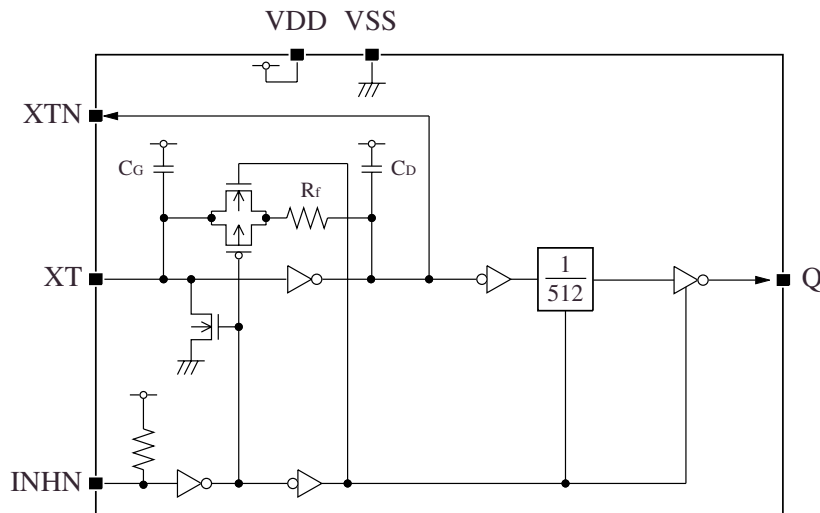 VDD VSS
XTN
CG CD
Rf
XT
1
512
Q
INHN